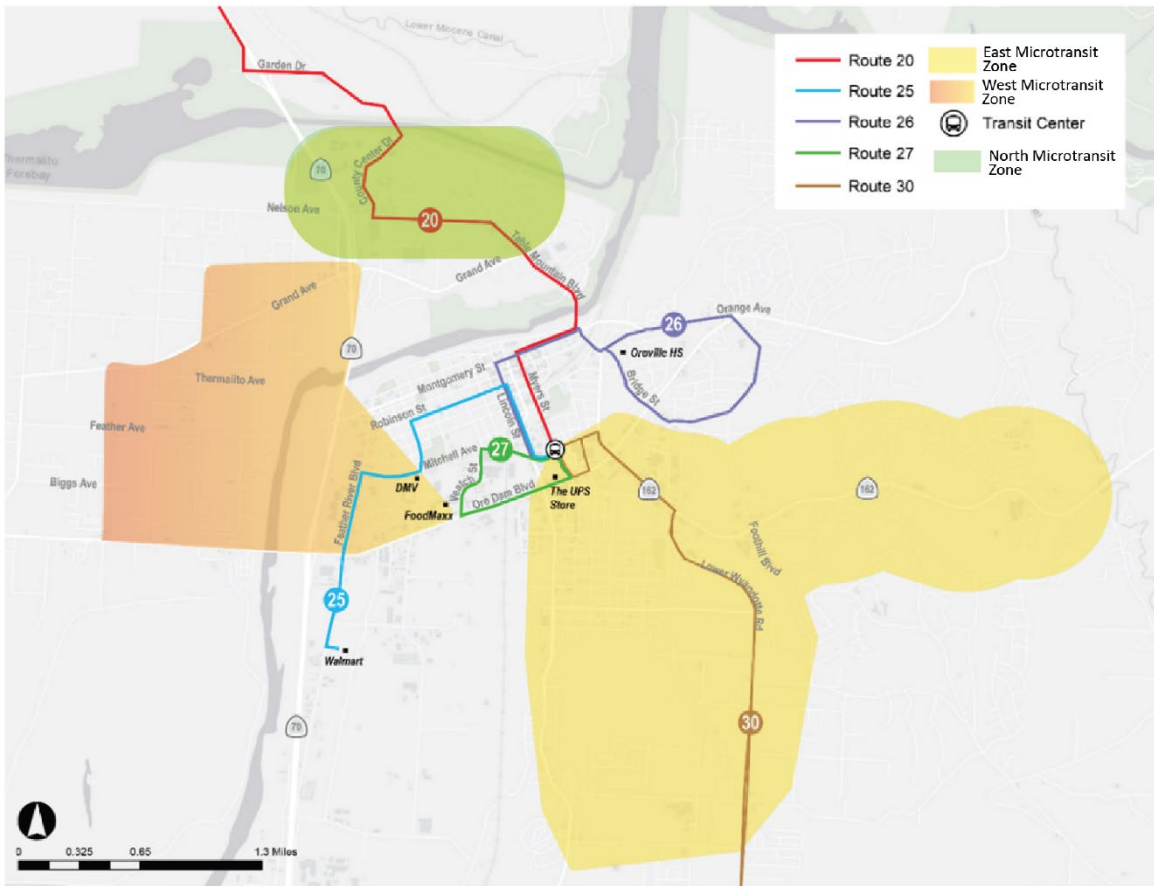 Lower Miocene Canal
Garden Dr
Thermalito
Forebay
70
County Center Dr
Nelson Ave
20
Table Mountain Blvd
Grand Ave
Grand Ave
Orange Ave
26
Oroville HS
70
Thermalito Ave
Montgomery St
Myers St
Bridge St
Robinson St
Lincoln St
Feather Ave
Mitchell Ave
27
Veatch St
Biggs Ave
DMV
FoodMaxx
Oro Dam Blvd
The UPS
Store
162
162
Feather River Blvd
Foothill Blvd
Lower Wyandotte Rd
25
Walmart
70
30
Route 20
Route 25
Route 26
Route 27
Route 30
East Microtransit
Zone
West Microtransit
Zone
Transit Center
North Microtransit
Zone
0 0.325 0.65 1.3 Miles